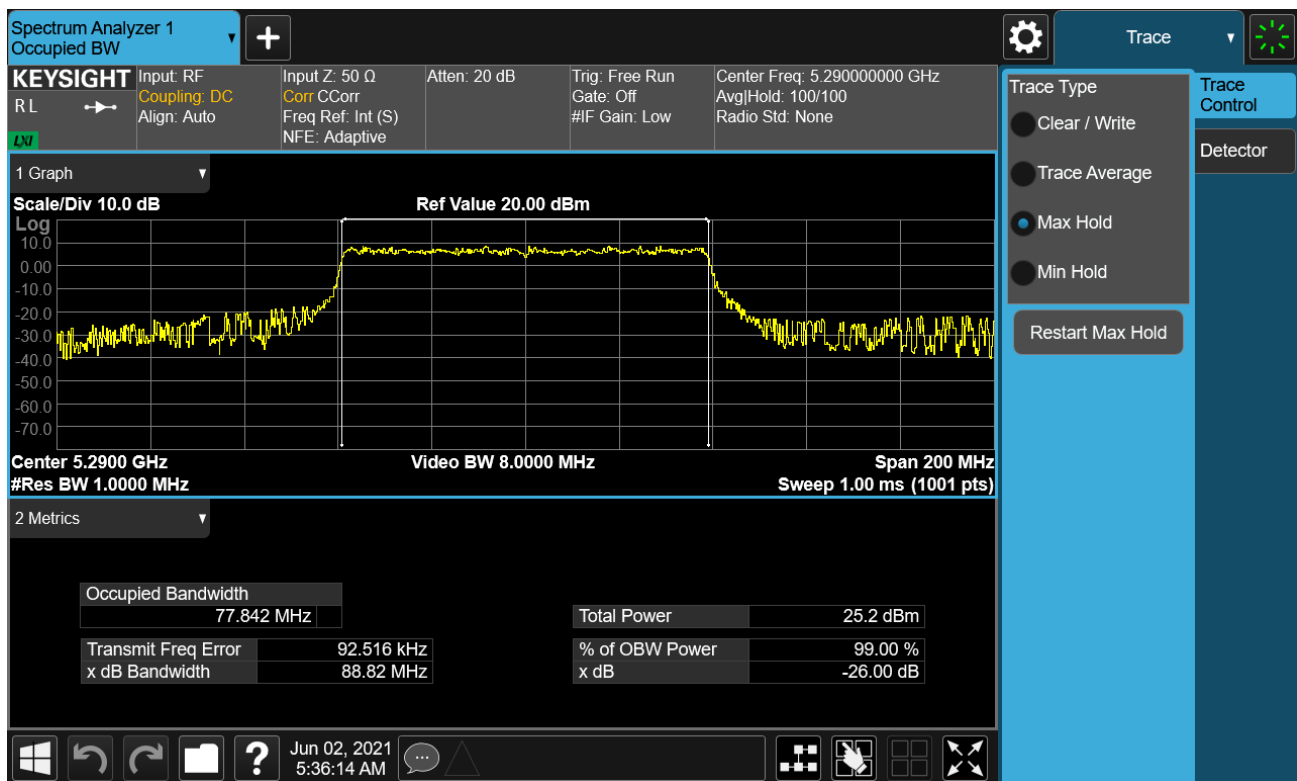 Spectrum Analyzer 1
Occupied BW
+
Trace
KEYSIGHT
R L
LXI
Input: RF
Coupling: DC
Align: Auto
Input Z: 50 Ω
Corr CCorr
Freq Ref: Int (S)
NFE: Adaptive
Atten: 20 dB
Trig: Free Run
Gate: Off
#IF Gain: Low
Center Freq: 5.290000000 GHz
Avg|Hold: 100/100
Radio Std: None
1 Graph
Scale/Div 10.0 dB
Ref Value 20.00 dBm
Log
10.0
0.00
-10.0
-20.0
-30.0
-40.0
-50.0
-60.0
-70.0
Center 5.2900 GHz
Video BW 8.0000 MHz
Span 200 MHz
#Res BW 1.0000 MHz
Sweep 1.00 ms (1001 pts)
2 Metrics
Occupied Bandwidth
77.842 MHz
Total Power 25.2 dBm
Transmit Freq Error 92.516 kHz
% of OBW Power 99.00 %
x dB Bandwidth 88.82 MHz
x dB -26.00 dB
?
Jun 02, 2021
5:36:14 AM
Trace Type
Clear / Write
Trace Average
Max Hold
Min Hold
Restart Max Hold
Trace
Control
Detector